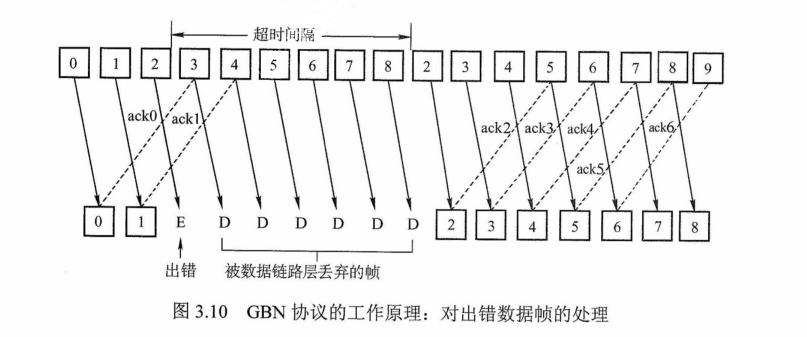 超时间隔
0 1 2 3 4 5 6 7 8 2 3 4 5 6 7 8 9
ack0 ack1 ack2 ack3 ack4 ack6
ack5
0 1 E D D D D D D 2 3 4 5 6 7 8
出错 被数据链路层丢弃的帧
图 3.10 GBN 协议的工作原理：对出错数据帧的处理